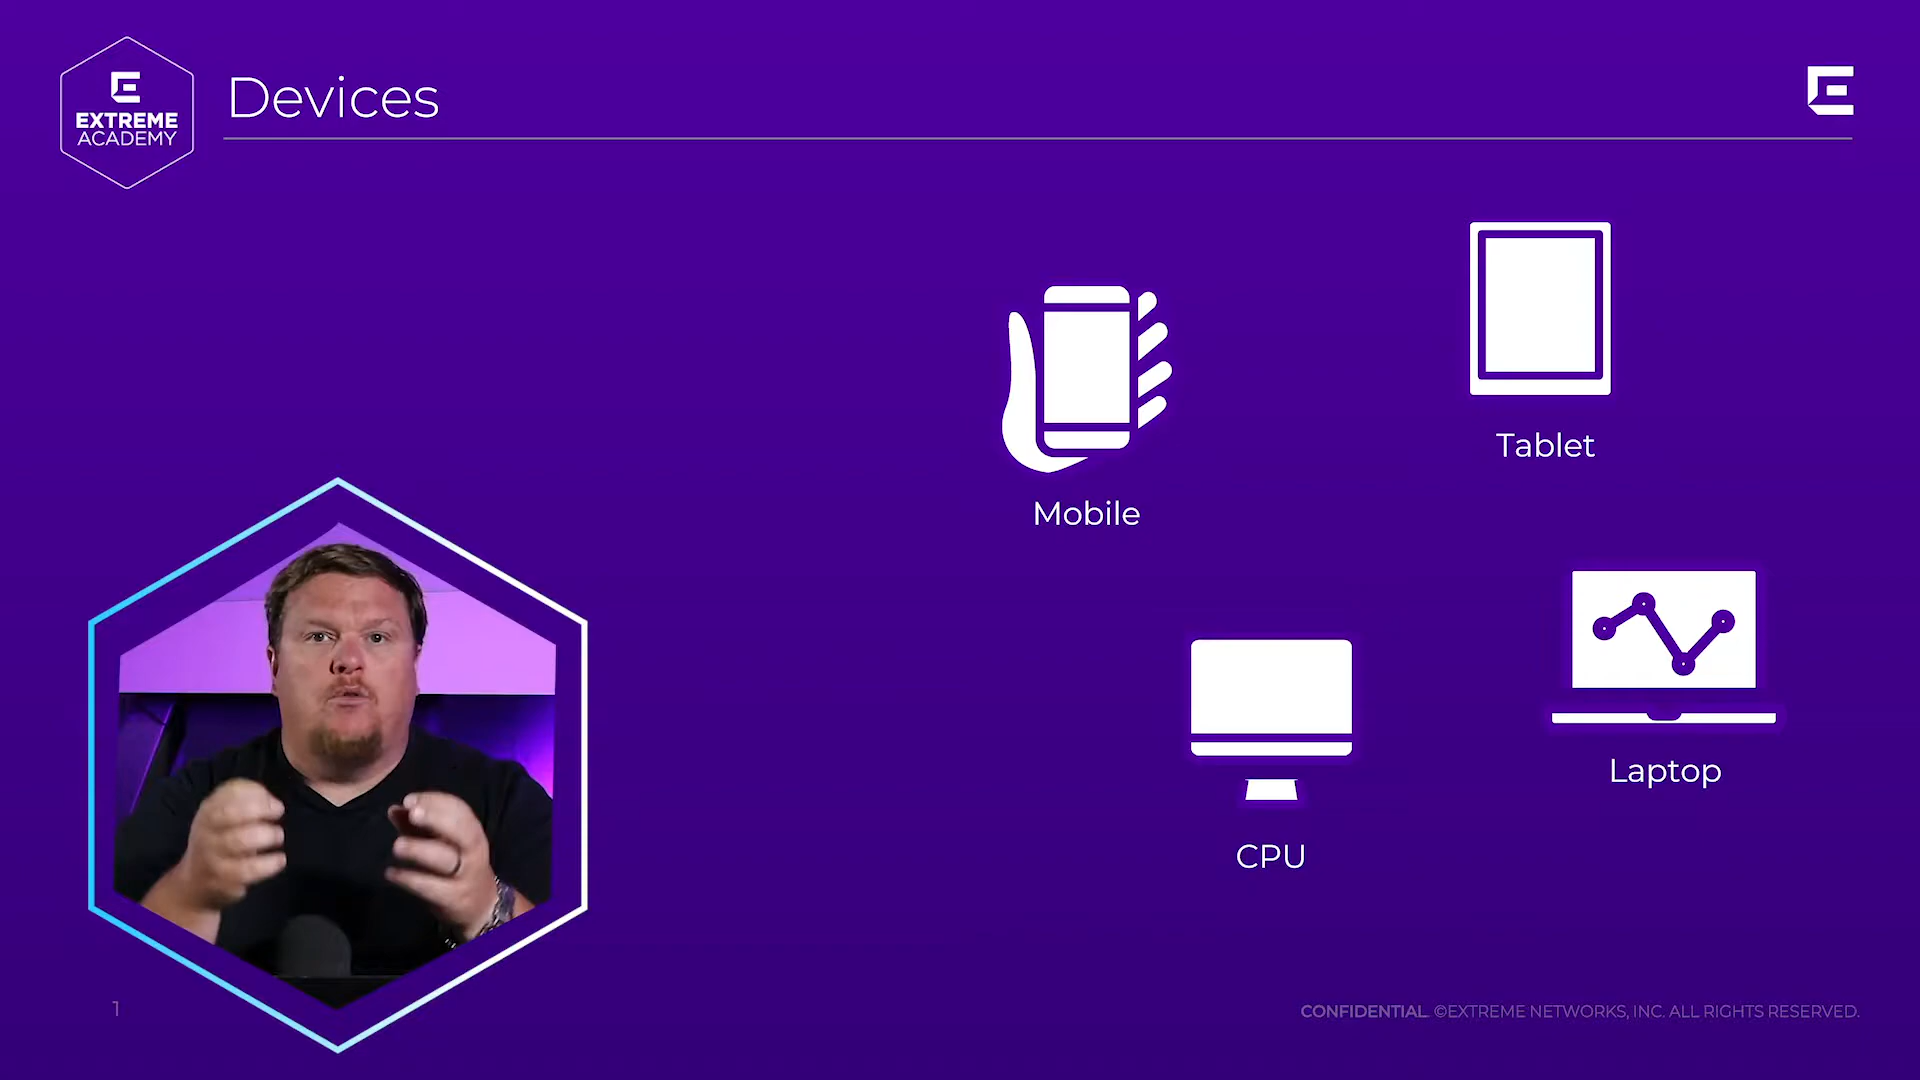 EXTREME
ACADEMY
Devices
Tablet
Mobile
Laptop
CPU
1
CONFIDENTIAL. ©EXTREME NETWORKS, INC. ALL RIGHTS RESERVED.